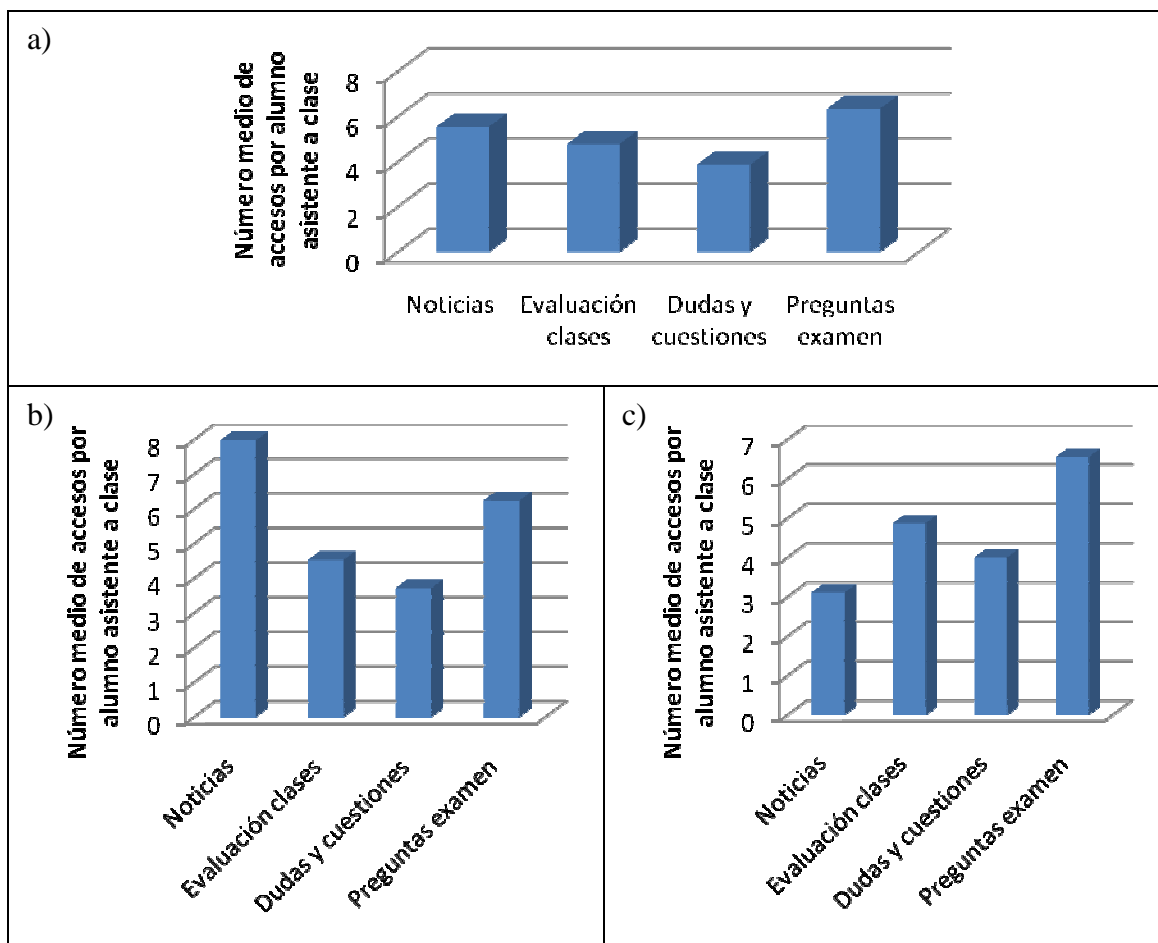 a)
Número medio de
accesos por alumno
asistente a clase
8
6
4
2
0
Noticias
Evaluación
clases
Dudas y
cuestiones
Preguntas
examen
b)
Número medio de accesos por
alumno asistente a clase
8
7
6
5
4
3
2
1
0
Noticias
Evaluación clases
Dudas y cuestiones
Preguntas examen
c)
Número medio de accesos por
alumno asistente a clase
7
6
5
4
3
2
1
0
Noticias
Evaluación clases
Dudas y cuestiones
Preguntas examen